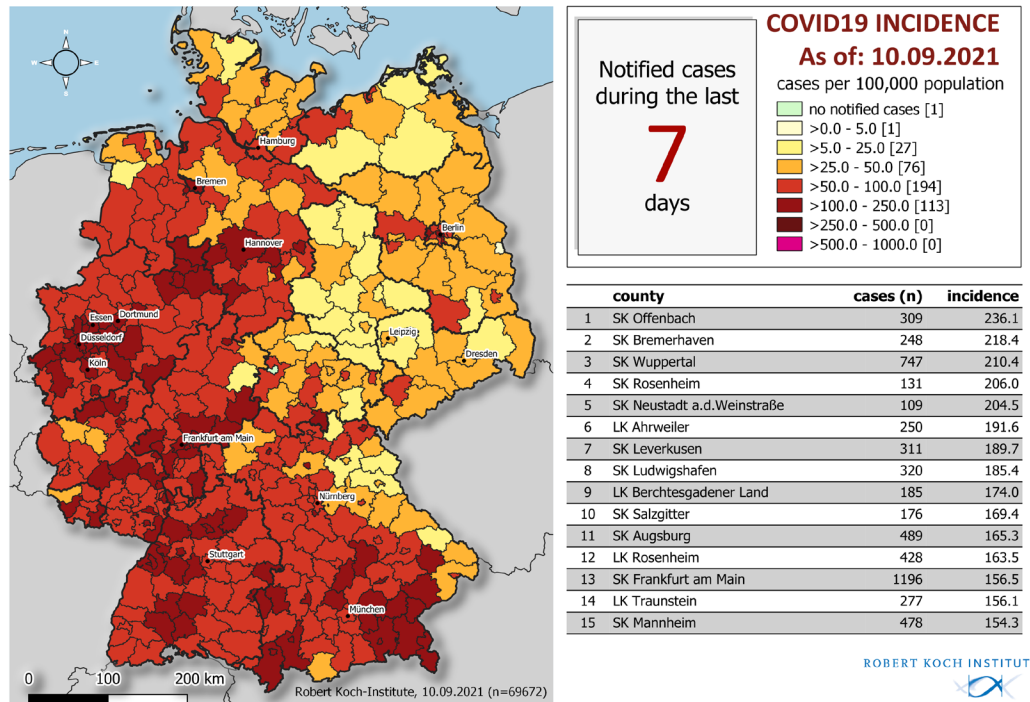 N
W
E
S
Hamburg
Bremen
Berlin
Hannover
Essen
Dortmund
Düsseldorf
Köln
Leipzig
Dresden
Frankfurt am Main
Nürnberg
Stuttgart
München
0 100 200 km
Robert Koch-Institute, 10.09.2021 (n=69672)
Notified cases
during the last
7
days
COVID19 INCIDENCE
As of: 10.09.2021
cases per 100,000 population
no notified cases [1]
>0.0 - 5.0 [1]
>5.0 - 25.0 [27]
>25.0 - 50.0 [76]
>50.0 - 100.0 [194]
>100.0 - 250.0 [113]
>250.0 - 500.0 [0]
>500.0 - 1000.0 [0]
county cases (n) incidence
1 SK Offenbach 309 236.1
2 SK Bremerhaven 248 218.4
3 SK Wuppertal 747 210.4
4 SK Rosenheim 131 206.0
5 SK Neustadt a.d.Weinstraße 109 204.5
6 LK Ahrweiler 250 191.6
7 SK Leverkusen 311 189.7
8 SK Ludwigshafen 320 185.4
9 LK Berchtesgadener Land 185 174.0
10 SK Salzgitter 176 169.4
11 SK Augsburg 489 165.3
12 LK Rosenheim 428 163.5
13 SK Frankfurt am Main 1196 156.5
14 LK Traunstein 277 156.1
15 SK Mannheim 478 154.3
ROBERT KOCH INSTITUT